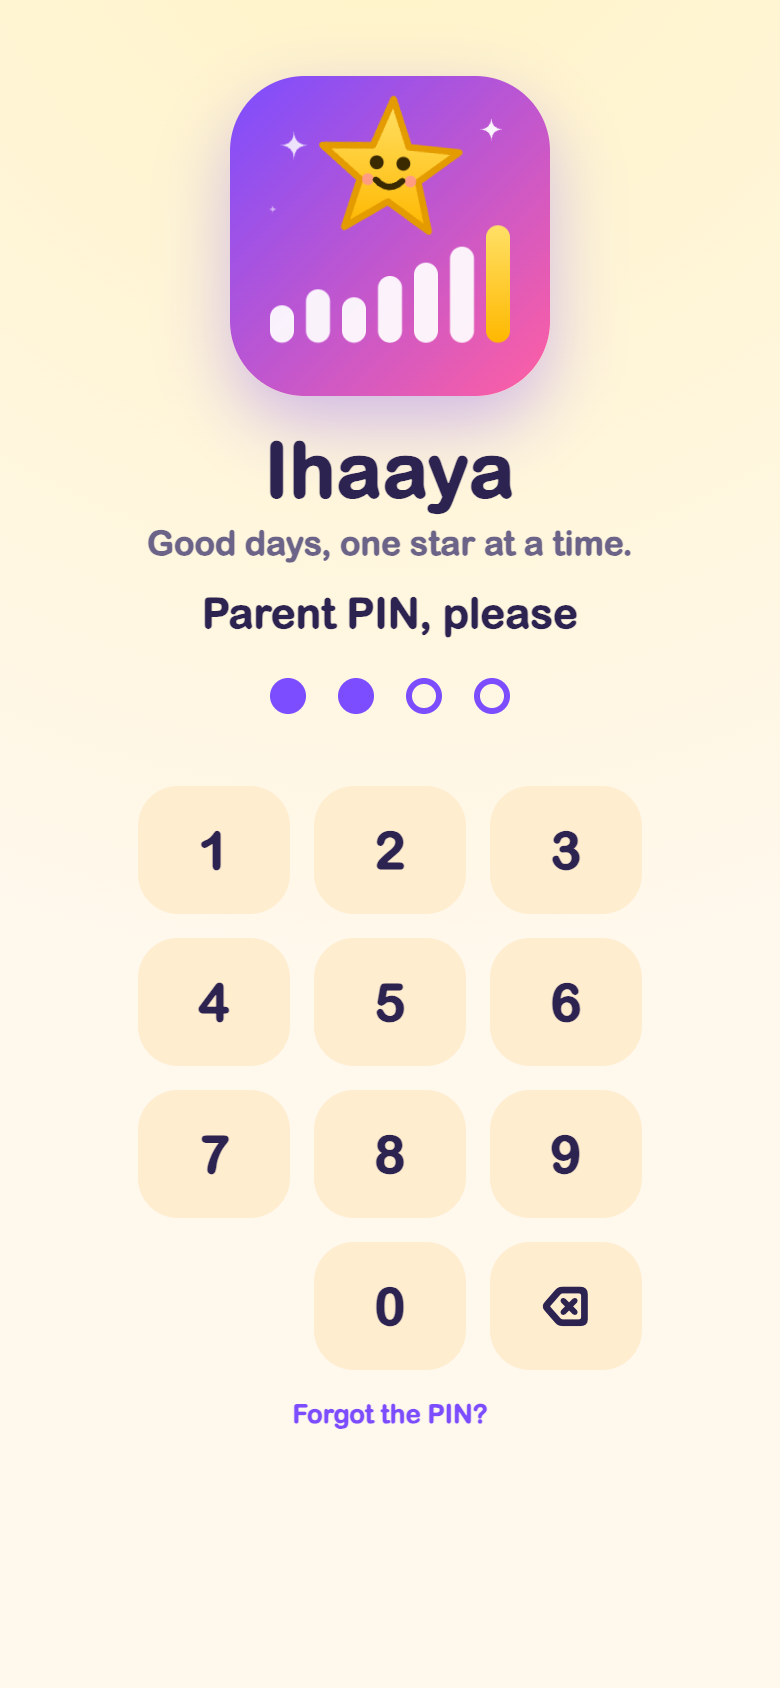 Ihaaya
Good days, one star at a time.
Parent PIN, please
1 2 3
4 5 6
7 8 9
0
Forgot the PIN?